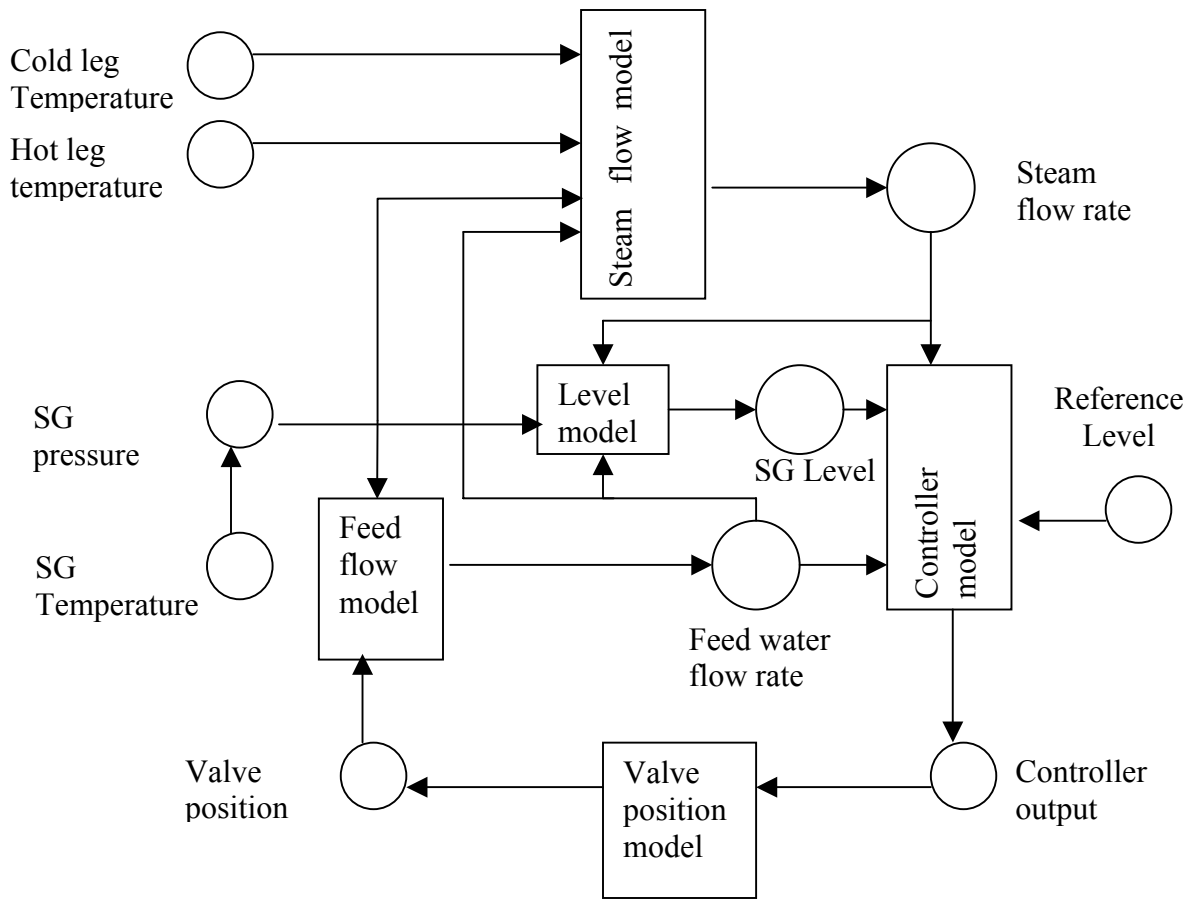 Cold leg
Temperature
Hot leg
temperature
Steam flow model
Steam
flow rate
SG
pressure
Level
model
SG Level
Reference
Level
SG
Temperature
Feed
flow
model
Controller
model
Feed water
flow rate
Valve
position
Valve
position
model
Controller
output